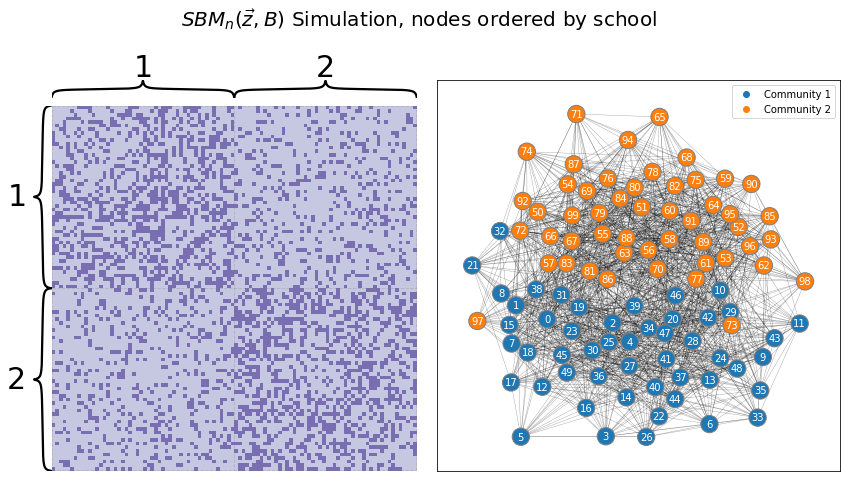 SBMₙ(z⃗, B) Simulation, nodes ordered by school
1 2
1
2
Community 1
Community 2
71 65
94
74 68
87 78
54 69 76 80 82 75 59 90
92 84 64
50 99 79 51 60 91 95 85
32 72 66 67 55 88 58 89 52 93
63 56 96
21 57 83 81 70 61 53 62
86 77 98
8 38 31 46 10
1 19 39
97 15 0 23 2 34 20 42 29 73 11
7 25 4 47 28 43
18 45 30 41 24 9
49 27 48
17 12 36 40 37 13 35
16 14 44
22 6 33
5 3 26